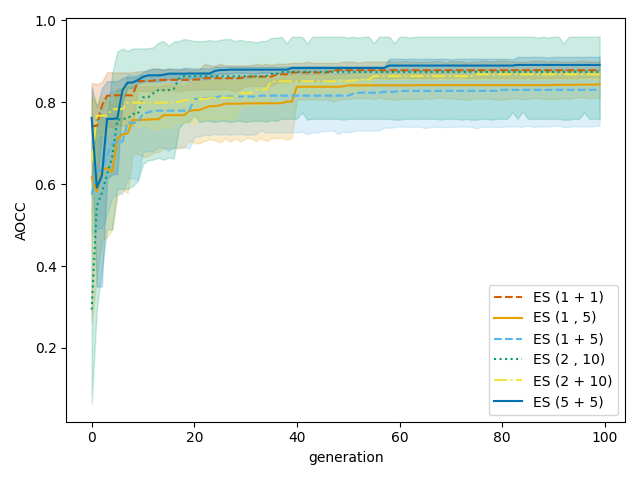 1.0
0.8
0.6
0.4
0.2
AOCC
0
20
40
60
80
100
generation
ES (1 + 1)
ES (1 , 5)
ES (1 + 5)
ES (2 , 10)
ES (2 + 10)
ES (5 + 5)